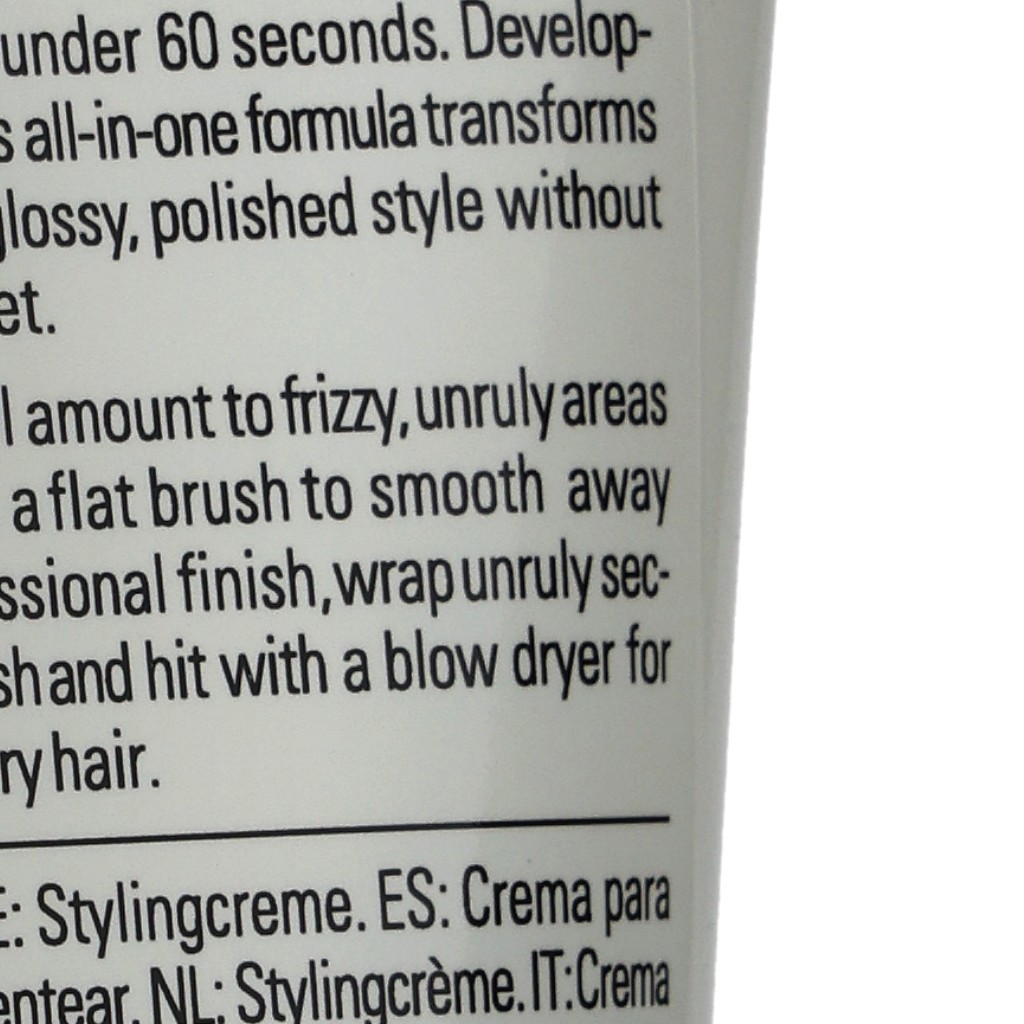 under 60 seconds. Develop-
s all-in-one formula transforms
glossy, polished style without
et.
l amount to frizzy, unruly areas
a flat brush to smooth away
ssional finish, wrap unruly sec-
sh and hit with a blow dryer for
ry hair.
E: Stylingcreme. ES: Crema para
entear. NL: Stylingcrème. IT: Crema